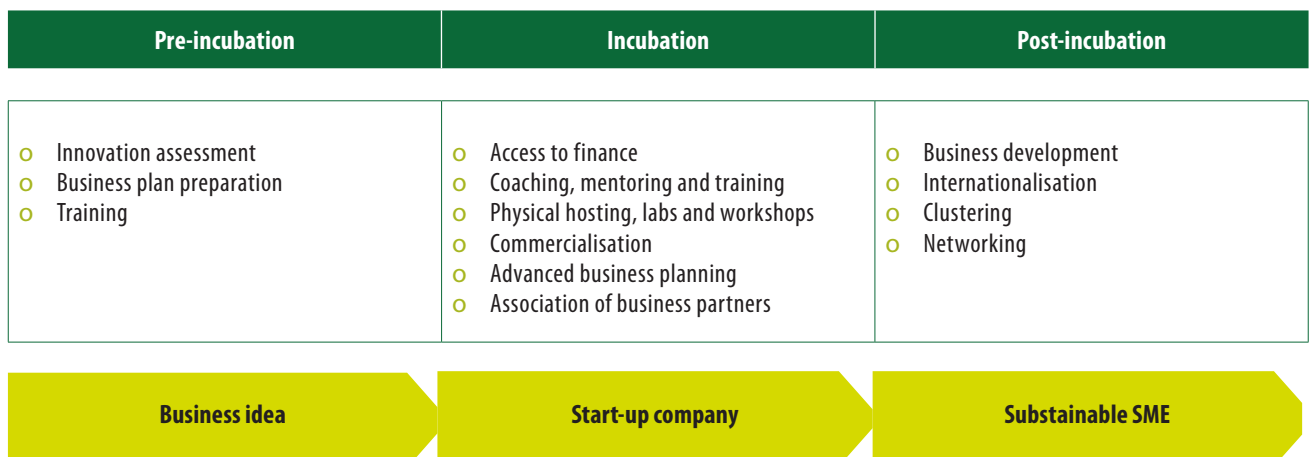 Pre-incubation
Incubation
Post-incubation
o Innovation assessment
o Business plan preparation
o Training
o Access to finance
o Coaching, mentoring and training
o Physical hosting, labs and workshops
o Commercialisation
o Advanced business planning
o Association of business partners
o Business development
o Internationalisation
o Clustering
o Networking
Business idea
Start-up company
Substainable SME